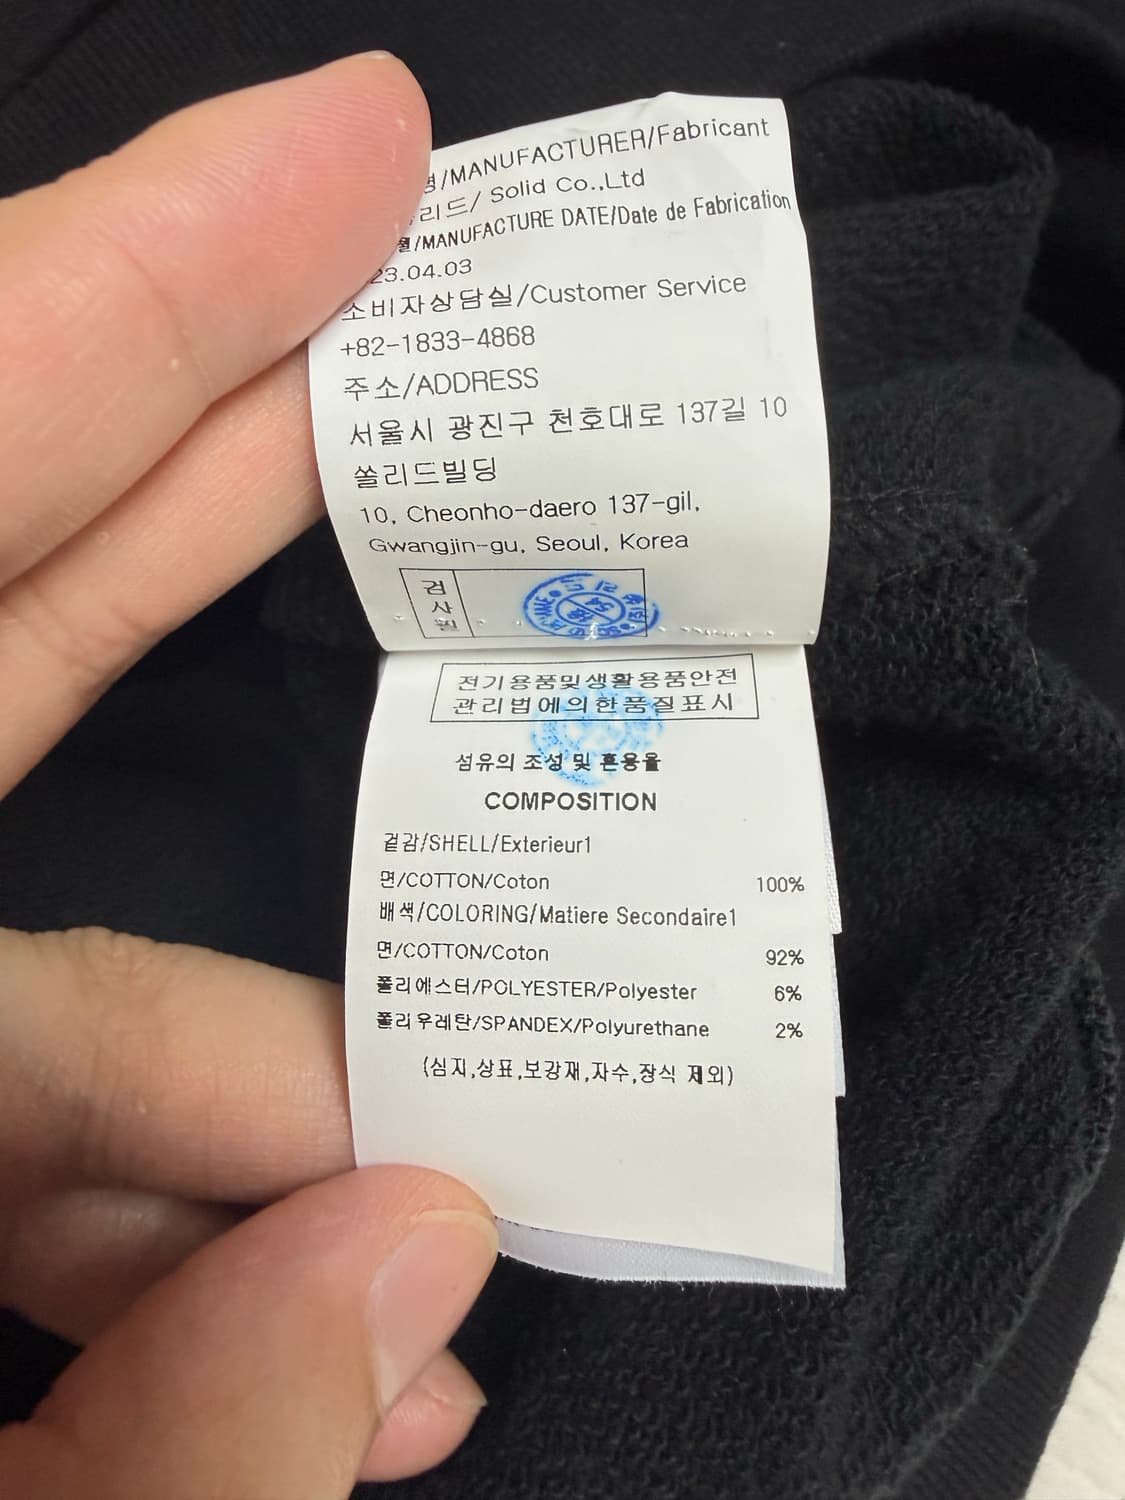 /MANUFACTURER/Fabricant
리드/ Solid Co.,Ltd
월/MANUFACTURE DATE/Date de Fabrication
23.04.03
소비자상담실/Customer Service
+82-1833-4868
주소/ADDRESS
서울시 광진구 천호대로 137길 10
쏠리드빌딩
10, Cheonho-daero 137-gil,
Gwangjin-gu, Seoul, Korea
검사필
전기용품및생활용품안전
관리법에의한품질표시
섬유의 조성 및 혼용율
COMPOSITION
겉감/SHELL/Exterieur1
면/COTTON/Coton 100%
배색/COLORING/Matiere Secondaire1
면/COTTON/Coton 92%
폴리에스터/POLYESTER/Polyester 6%
폴리우레탄/SPANDEX/Polyurethane 2%
(심지,상표,보강재,자수,장식 제외)